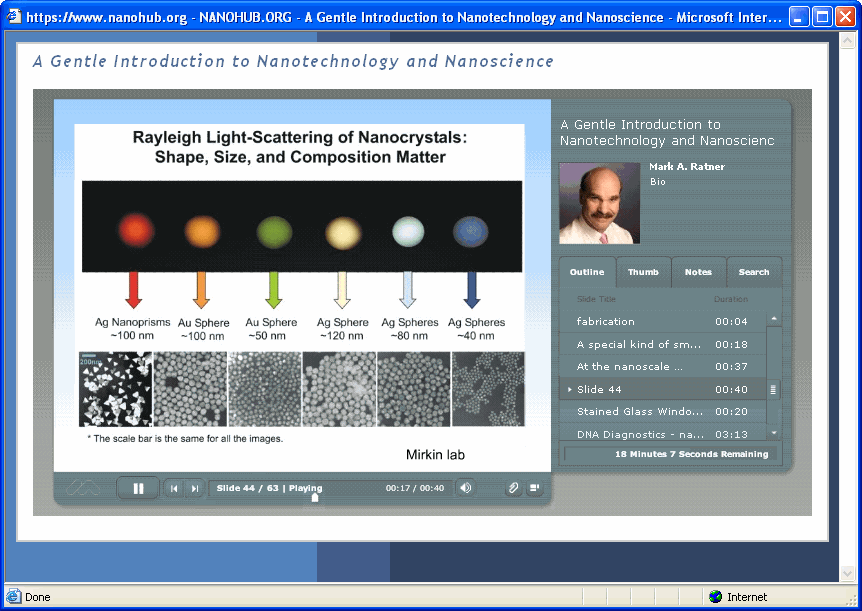 https://www.nanohub.org - NANOHUB.ORG - A Gentle Introduction to Nanotechnology and Nanoscience - Microsoft Inter...
A Gentle Introduction to Nanotechnology and Nanoscience
Rayleigh Light-Scattering of Nanocrystals:
Shape, Size, and Composition Matter
Ag Nanoprisms
~100 nm
Au Sphere
~100 nm
Au Sphere
~50 nm
Ag Sphere
~120 nm
Ag Spheres
~80 nm
Ag Spheres
~40 nm
200nm
* The scale bar is the same for all the images.
Mirkin lab
Slide 44 / 63 | Playing
00:17 / 00:40
A Gentle Introduction to
Nanotechnology and Nanoscienc
Mark A. Ratner
Bio
Outline Thumb Notes Search
Slide Title Duration
fabrication 00:04
A special kind of sm... 00:18
At the nanoscale ... 00:37
Slide 44 00:40
Stained Glass Windo... 00:20
DNA Diagnostics - na... 03:13
18 Minutes 7 Seconds Remaining
Done
Internet